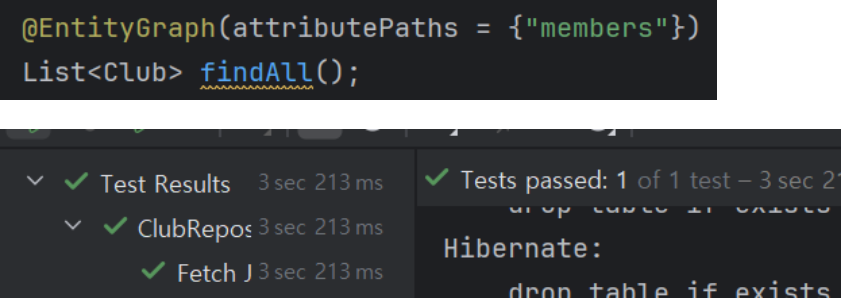 @EntityGraph(attributePaths = {"members"})
List<Club> findAll();
Test Results 3 sec 213 ms
Tests passed: 1 of 1 test – 3 sec 21
ClubRepos 3 sec 213 ms
drop table if exists
Hibernate:
Fetch J 3 sec 213 ms
drop table if exists